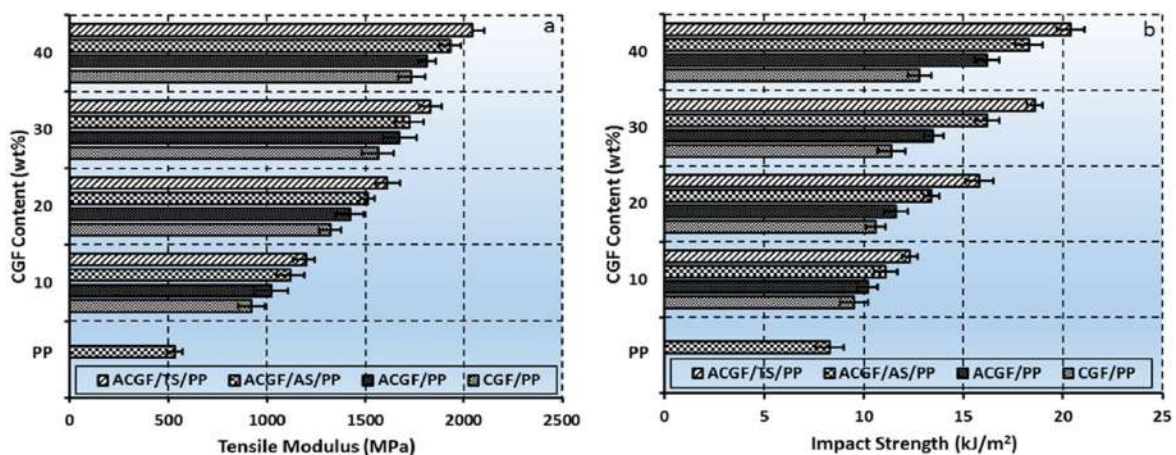 a
CGF Content (wt%)
40
30
20
10
PP
ACGF/TS/PP ACGF/AS/PP ACGF/PP CGF/PP
0 500 1000 1500 2000 2500
Tensile Modulus (MPa)
b
CGF Content (wt%)
40
30
20
10
PP
ACGF/TS/PP ACGF/AS/PP ACGF/PP CGF/PP
0 5 10 15 20 25
Impact Strength (kJ/m²)